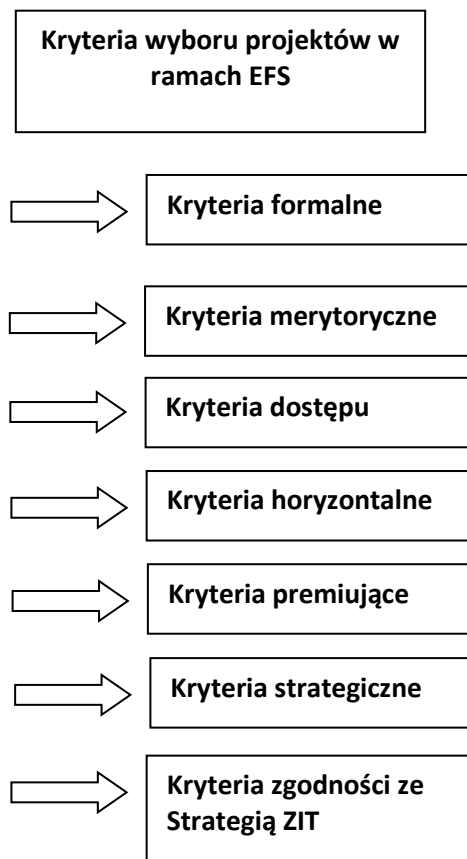 Kryteria wyboru projektów w
ramach EFS
Kryteria formalne
Kryteria merytoryczne
Kryteria dostępu
Kryteria horyzontalne
Kryteria premiujące
Kryteria strategiczne
Kryteria zgodności ze
Strategią ZIT